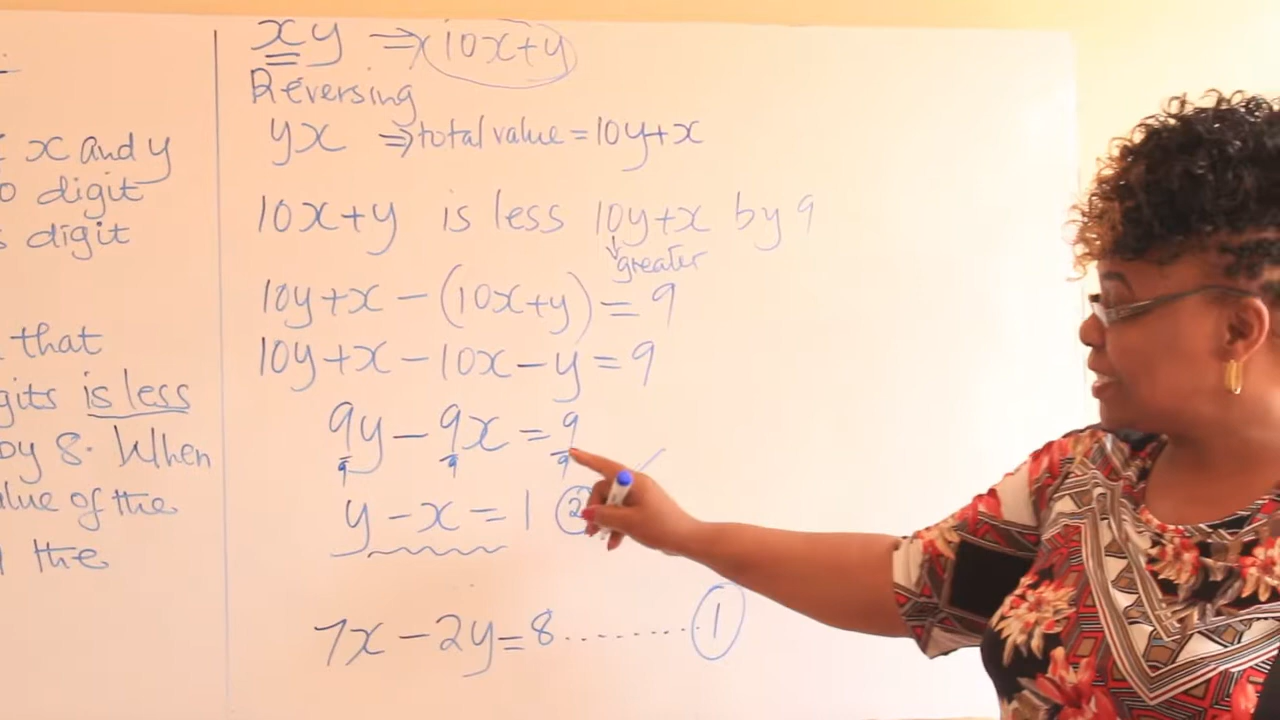 x and y
digit
digit
that
is less
by 8. When
of the
the
xy ⇒ 10x+y
Reversing
yx ⇒ total value = 10y+x
10x+y is less 10y+x by 9
greater
10y+x - (10x+y) = 9
10y+x - 10x - y = 9
9y - 9x = 9
9 9 9
y - x = 1 ②
7x - 2y = 8 ........ ①